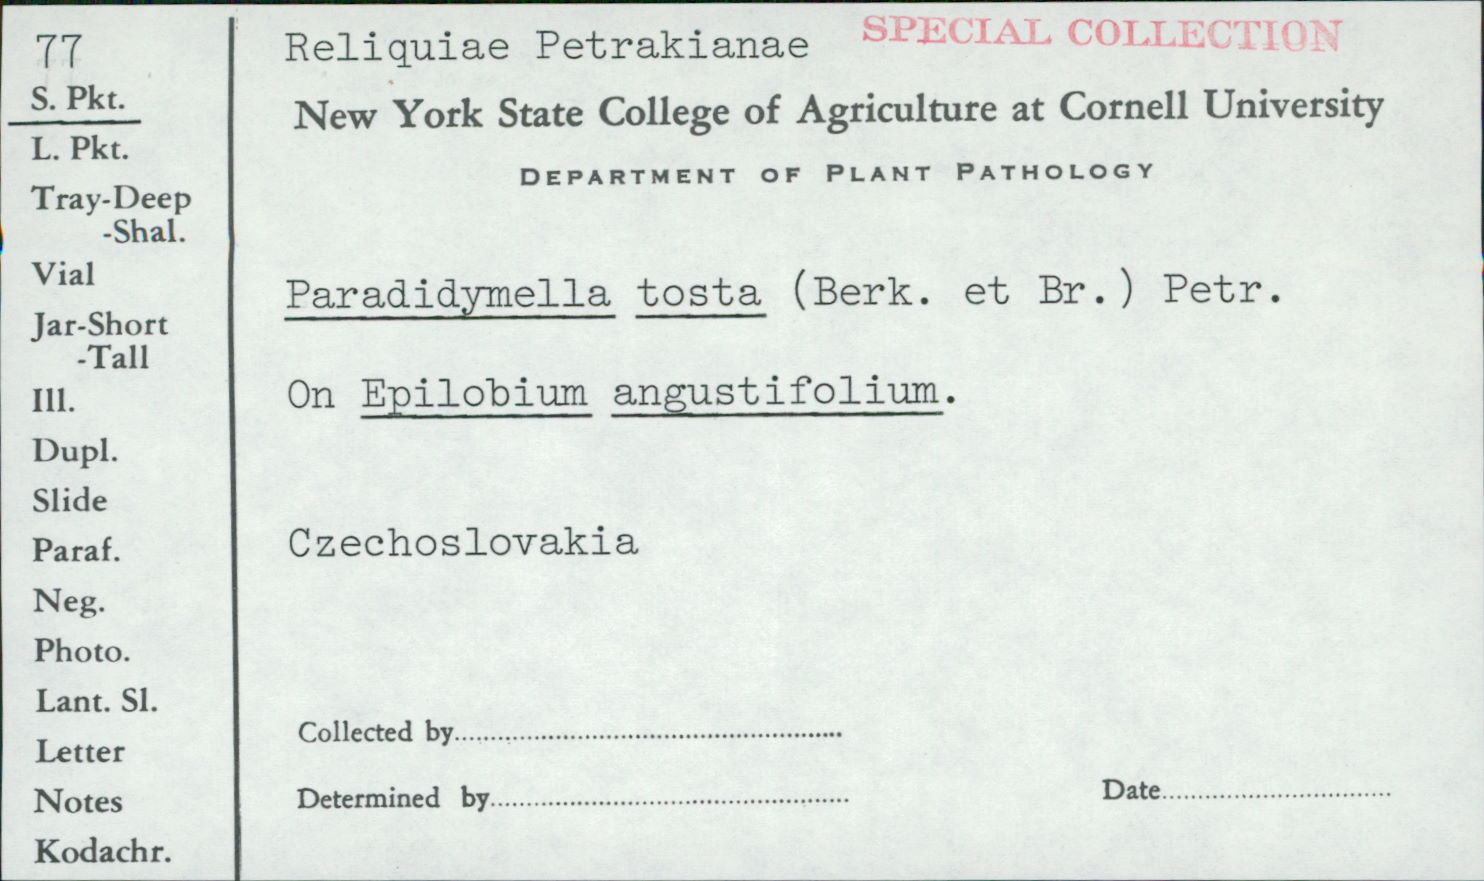 77
S. Pkt.
L. Pkt.
Tray-Deep
-Shal.
Vial
Jar-Short
-Tall
Ill.
Dupl.
Slide
Paraf.
Neg.
Photo.
Lant. Sl.
Letter
Notes
Kodachr.
Reliquiae Petrakianae SPECIAL COLLECTION
New York State College of Agriculture at Cornell University
DEPARTMENT OF PLANT PATHOLOGY
Paradidymella tosta (Berk. et Br.) Petr.
On Epilobium angustifolium.
Czechoslovakia
Collected by
Determined by Date